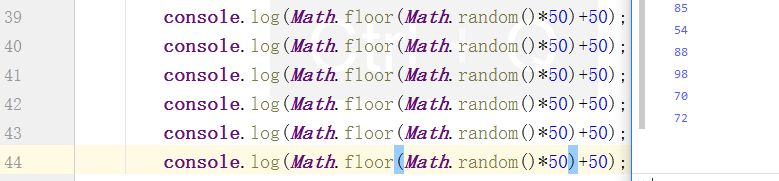 39 console.log(Math.floor(Math.random()*50)+50);
40 console.log(Math.floor(Math.random()*50)+50);
41 console.log(Math.floor(Math.random()*50)+50);
42 console.log(Math.floor(Math.random()*50)+50);
43 console.log(Math.floor(Math.random()*50)+50);
44 console.log(Math.floor(Math.random()*50)+50);
85
54
88
98
70
72